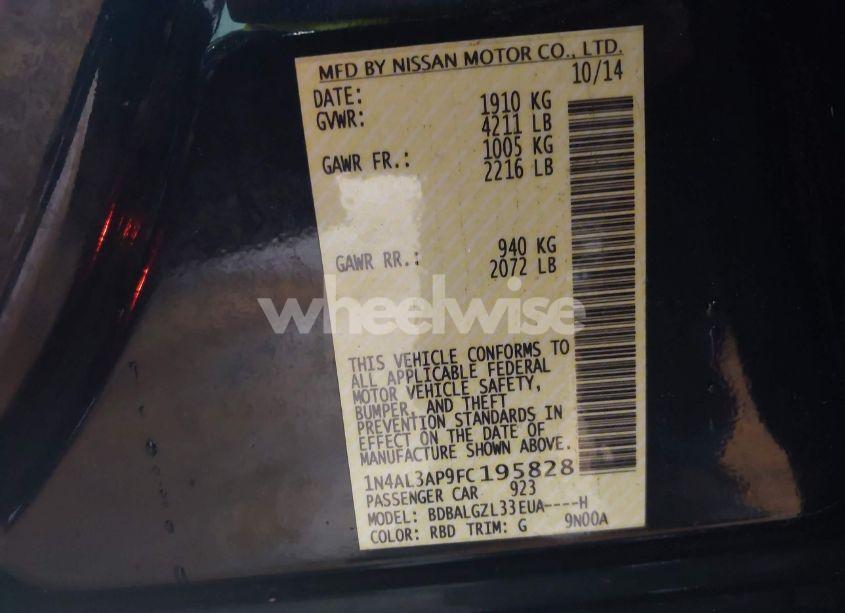 MFD BY NISSAN MOTOR CO., LTD.
DATE: 10/14
GVWR: 1910 KG
4211 LB
GAWR FR.: 1005 KG
2216 LB
GAWR RR.: 940 KG
2072 LB
wheelwise
THIS VEHICLE CONFORMS TO
ALL APPLICABLE FEDERAL
MOTOR VEHICLE SAFETY,
BUMPER, AND THEFT
PREVENTION STANDARDS IN
EFFECT ON THE DATE OF
MANUFACTURE SHOWN ABOVE.
1N4AL3AP9FC195828
PASSENGER CAR 923
MODEL: BDBALGZL33EUA----H
COLOR: RBD TRIM: G 9N00A